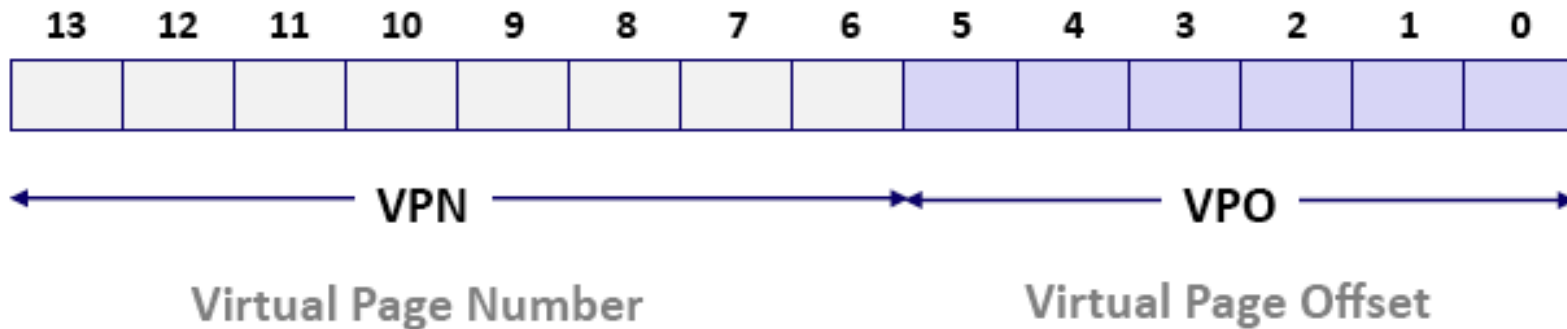 13 12 11 10 9 8 7 6 5 4 3 2 1 0
VPN VPO
Virtual Page Number Virtual Page Offset